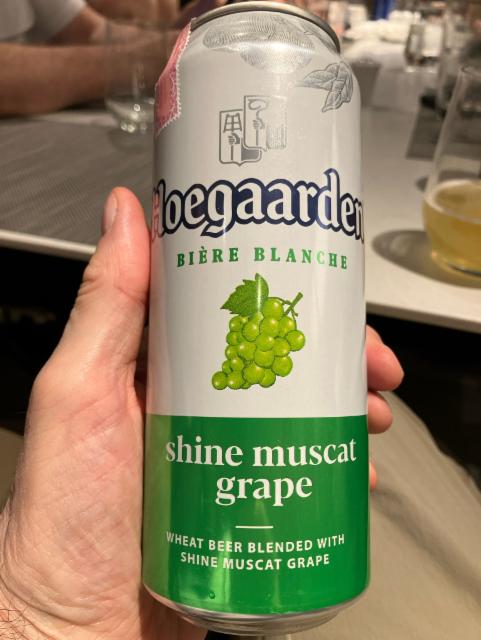 Hoegaarden
BIÈRE BLANCHE
shine muscat
grape
WHEAT BEER BLENDED WITH
SHINE MUSCAT GRAPE